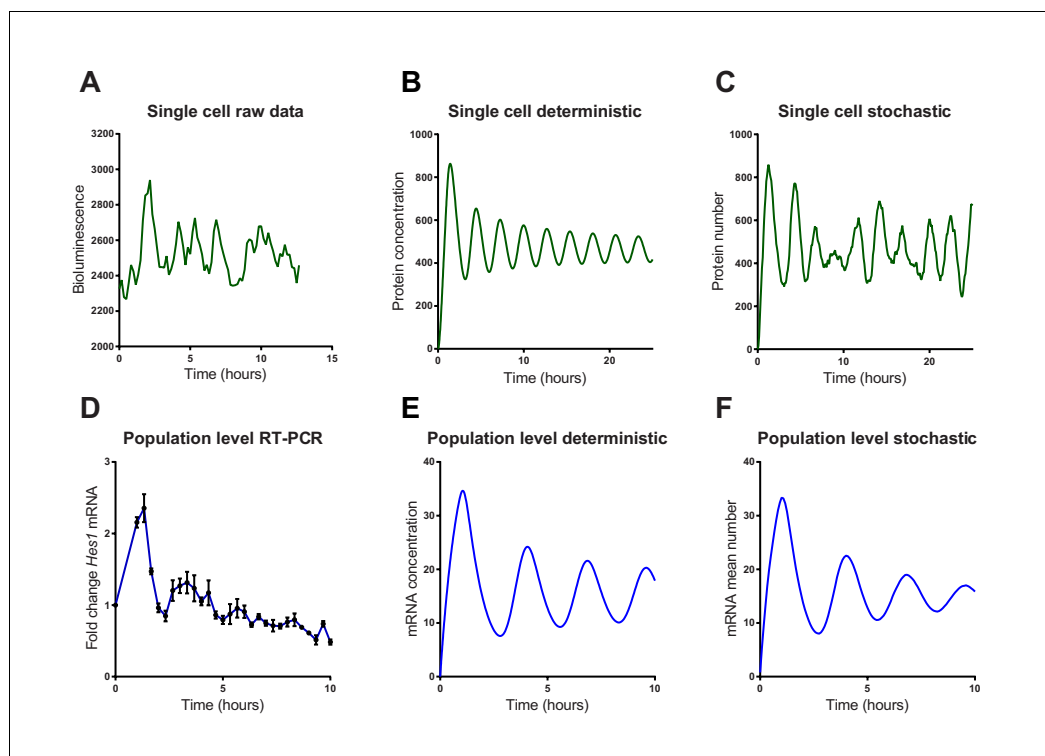 A
Single cell raw data
3200
3000
2800
2600
2400
2200
2000
0 5 10 15
Bioluminescence
Time (hours)
B
Single cell deterministic
1000
800
600
400
200
0
0 10 20
Protein concentration
Time (hours)
C
Single cell stochastic
1000
800
600
400
200
0
0 10 20
Protein number
Time (hours)
D
Population level RT-PCR
3
2
1
0
0 5 10
Fold change Hes1 mRNA
Time (hours)
E
Population level deterministic
40
30
20
10
0
0 5 10
mRNA concentration
Time (hours)
F
Population level stochastic
40
30
20
10
0
0 5 10
mRNA mean number
Time (hours)